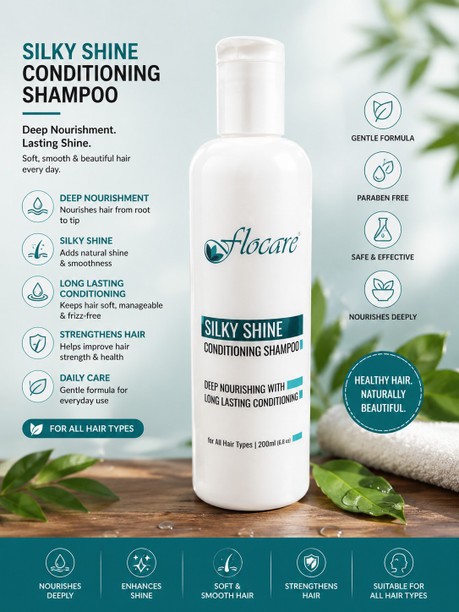 SILKY SHINE
CONDITIONING
SHAMPOO
Deep Nourishment.
Lasting Shine.
Soft, smooth & beautiful hair
every day.
DEEP NOURISHMENT
Nourishes hair from root
to tip
SILKY SHINE
Adds natural shine
& smoothness
LONG LASTING
CONDITIONING
Keeps hair soft, manageable
& frizz-free
STRENGTHENS HAIR
Helps improve hair
strength & health
DAILY CARE
Gentle formula for
everyday use
FOR ALL HAIR TYPES
flocare
SILKY SHINE
CONDITIONING SHAMPOO
DEEP NOURISHING WITH
LONG LASTING CONDITIONING
for All Hair Types | 200ml
GENTLE FORMULA
PARABEN FREE
SAFE & EFFECTIVE
NOURISHES DEEPLY
HEALTHY HAIR.
NATURALLY
BEAUTIFUL.
NOURISHES
DEEPLY
ENHANCES
SHINE
SOFT &
SMOOTH HAIR
STRENGTHENS
HAIR
SUITABLE FOR
ALL HAIR TYPES